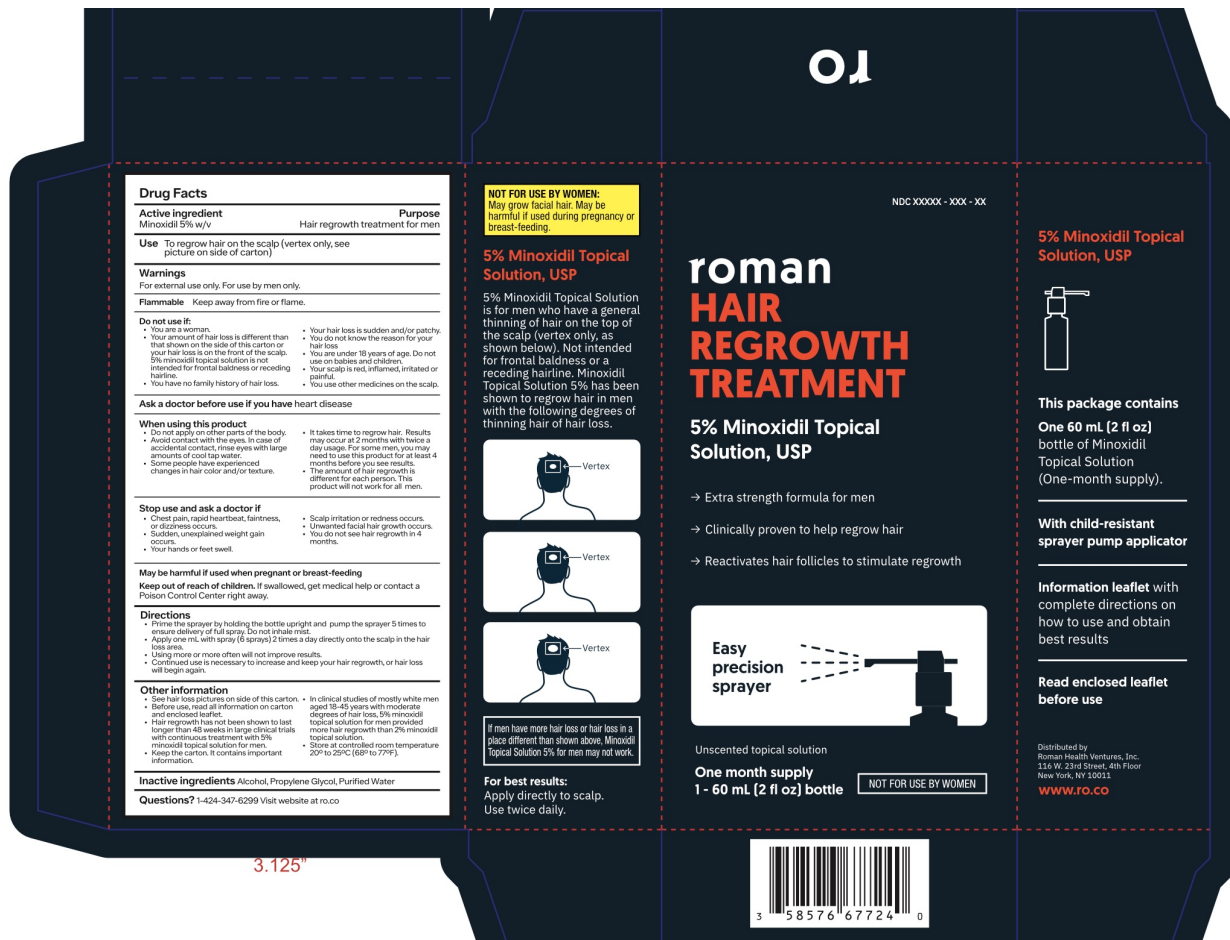 ro
Drug Facts
Active ingredient Purpose
Minoxidil 5% w/v Hair regrowth treatment for men
Use To regrow hair on the scalp (vertex only, see
picture on side of carton)
Warnings
For external use only. For use by men only.
Flammable Keep away from fire or flame.
Do not use if:
• You are a woman.
• Your amount of hair loss is different than
that shown on the side of this carton or
your hair loss is on the front of the scalp.
5% minoxidil topical solution is not
intended for frontal baldness or receding
hairline.
• You have no family history of hair loss.
• Your hair loss is sudden and/or patchy.
• You do not know the reason for your
hair loss
• You are under 18 years of age. Do not
use on babies and children.
• Your scalp is red, inflamed, irritated or
painful.
• You use other medicines on the scalp.
Ask a doctor before use if you have heart disease
When using this product
• Do not apply on other parts of the body.
• Avoid contact with the eyes. In case of
accidental contact, rinse eyes with large
amounts of cool tap water.
• Some people have experienced
changes in hair color and/or texture.
• It takes time to regrow hair. Results
may occur at 2 months with twice a
day usage. For some men, you may
need to use this product for at least 4
months before you see results.
• The amount of hair regrowth is
different for each person. This
product will not work for all men.
Stop use and ask a doctor if
• Chest pain, rapid heartbeat, faintness,
or dizziness occurs.
• Sudden, unexplained weight gain
occurs.
• Your hands or feet swell.
• Scalp irritation or redness occurs.
• Unwanted facial hair growth occurs.
• You do not see hair regrowth in 4
months.
May be harmful if used when pregnant or breast-feeding
Keep out of reach of children. If swallowed, get medical help or contact a
Poison Control Center right away.
Directions
• Prime the sprayer by holding the bottle upright and pump the sprayer 5 times to
ensure delivery of full spray. Do not inhale mist.
• Apply one mL with spray (6 sprays) 2 times a day directly onto the scalp in the hair
loss area.
• Using more or more often will not improve results.
• Continued use is necessary to increase and keep your hair regrowth, or hair loss
will begin again.
Other information
• See hair loss pictures on side of this carton.
• Before use, read all information on carton
and enclosed leaflet.
• Hair regrowth has not been shown to last
longer than 48 weeks in large clinical trials
with continuous treatment with 5%
minoxidil topical solution for men.
• Keep the carton. It contains important
information.
• In clinical studies of mostly white men
aged 18-45 years with moderate
degrees of hair loss, 5% minoxidil
topical solution for men provided
more hair regrowth than 2% minoxidil
topical solution.
• Store at controlled room temperature
20º to 25ºC (68º to 77ºF).
Inactive ingredients Alcohol, Propylene Glycol, Purified Water
Questions? 1-424-347-6299 Visit website at ro.co
3.125"
NOT FOR USE BY WOMEN:
May grow facial hair. May be
harmful if used during pregnancy or
breast-feeding.
5% Minoxidil Topical
Solution, USP
5% Minoxidil Topical Solution
is for men who have a general
thinning of hair on the top of
the scalp (vertex only, as
shown below). Not intended
for frontal baldness or a
receding hairline. Minoxidil
Topical Solution 5% has been
shown to regrow hair in men
with the following degrees of
thinning hair of hair loss.
Vertex
Vertex
Vertex
If men have more hair loss or hair loss in a
place different than shown above, Minoxidil
Topical Solution 5% for men may not work.
For best results:
Apply directly to scalp.
Use twice daily.
NDC XXXXX - XXX - XX
roman
HAIR
REGROWTH
TREATMENT
5% Minoxidil Topical
Solution, USP
→ Extra strength formula for men
→ Clinically proven to help regrow hair
→ Reactivates hair follicles to stimulate regrowth
Easy
precision
sprayer
Unscented topical solution
One month supply
1 - 60 mL (2 fl oz) bottle
NOT FOR USE BY WOMEN
3 58576 67724 0
5% Minoxidil Topical
Solution, USP
This package contains
One 60 mL (2 fl oz)
bottle of Minoxidil
Topical Solution
(One-month supply).
With child-resistant
sprayer pump applicator
Information leaflet with
complete directions on
how to use and obtain
best results
Read enclosed leaflet
before use
Distributed by
Roman Health Ventures, Inc.
116 W. 23rd Street, 4th Floor
New York, NY 10011
www.ro.co